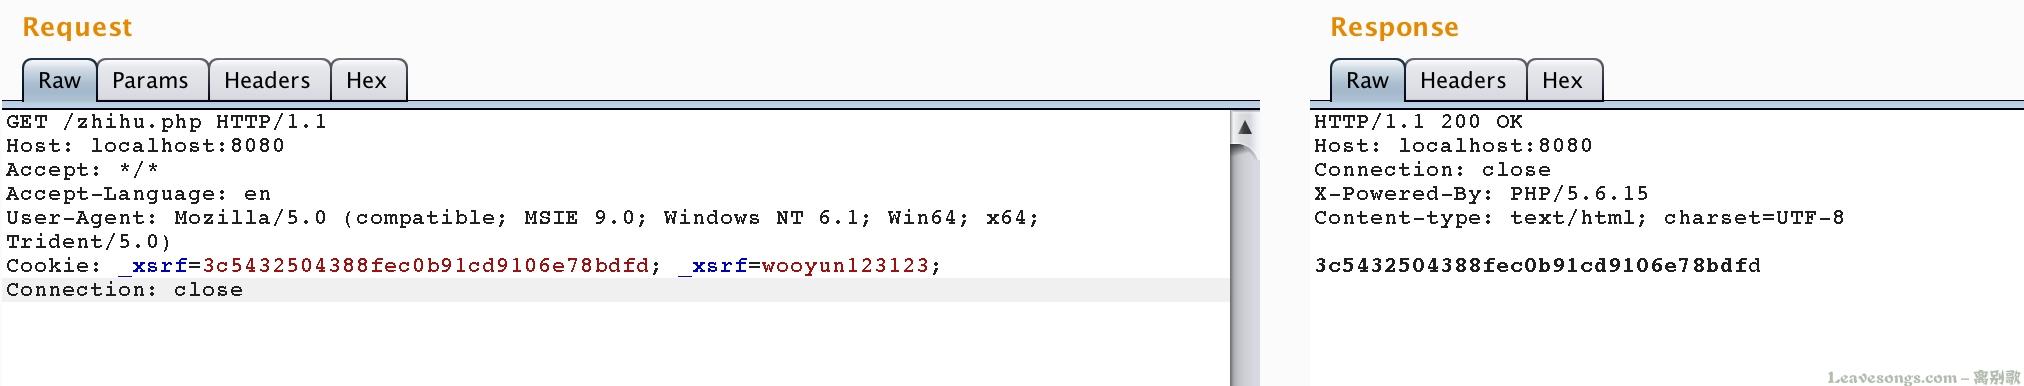 Request
Raw Params Headers Hex
GET /zhihu.php HTTP/1.1
Host: localhost:8080
Accept: */*
Accept-Language: en
User-Agent: Mozilla/5.0 (compatible; MSIE 9.0; Windows NT 6.1; Win64; x64;
Trident/5.0)
Cookie: _xsrf=3c5432504388fec0b91cd9106e78bdfd; _xsrf=wooyun123123;
Connection: close
Response
Raw Headers Hex
HTTP/1.1 200 OK
Host: localhost:8080
Connection: close
X-Powered-By: PHP/5.6.15
Content-type: text/html; charset=UTF-8
3c5432504388fec0b91cd9106e78bdfd
Leavesongs.com - 离别歌